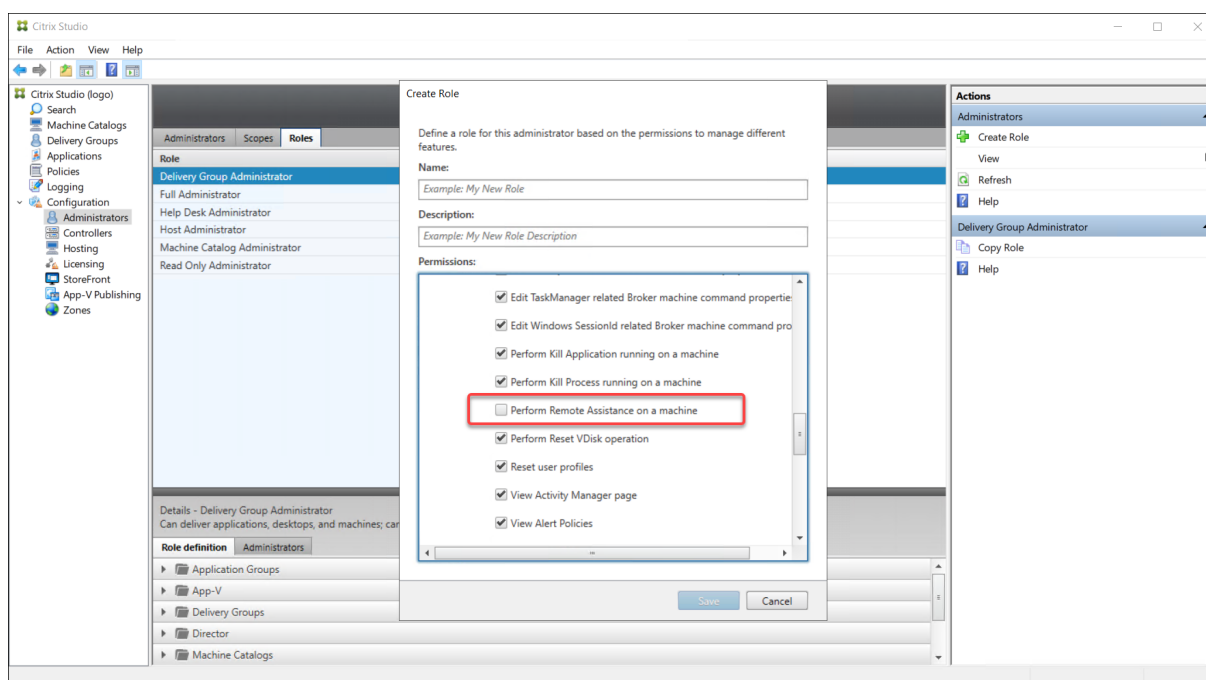 Citrix Studio
File Action View Help
Citrix Studio (logo)
Search
Machine Catalogs
Delivery Groups
Applications
Policies
Logging
Configuration
Administrators
Controllers
Hosting
Licensing
StoreFront
App-V Publishing
Zones
Administrators Scopes Roles
Role
Delivery Group Administrator
Full Administrator
Help Desk Administrator
Host Administrator
Machine Catalog Administrator
Read Only Administrator
Details - Delivery Group Administrator
Can deliver applications, desktops, and machines; car
Role definition Administrators
Application Groups
App-V
Delivery Groups
Director
Machine Catalogs
Create Role
Define a role for this administrator based on the permissions to manage different
features.
Name:
Example: My New Role
Description:
Example: My New Role Description
Permissions:
Edit TaskManager related Broker machine command propertie
Edit Windows SessionId related Broker machine command pro
Perform Kill Application running on a machine
Perform Kill Process running on a machine
Perform Remote Assistance on a machine
Perform Reset VDisk operation
Reset user profiles
View Activity Manager page
View Alert Policies
Save Cancel
Actions
Administrators
Create Role
View
Refresh
Help
Delivery Group Administrator
Copy Role
Help